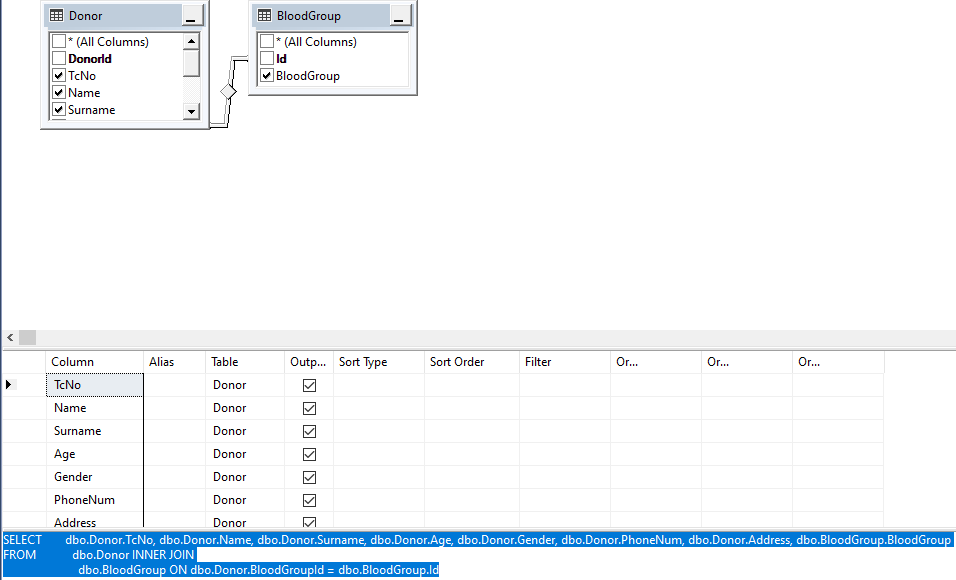 Donor
* (All Columns)
DonorId
TcNo
Name
Surname
BloodGroup
* (All Columns)
Id
BloodGroup
Column Alias Table Outp... Sort Type Sort Order Filter Or... Or... Or...
TcNo Donor
Name Donor
Surname Donor
Age Donor
Gender Donor
PhoneNum Donor
Address Donor
SELECT dbo.Donor.TcNo, dbo.Donor.Name, dbo.Donor.Surname, dbo.Donor.Age, dbo.Donor.Gender, dbo.Donor.PhoneNum, dbo.Donor.Address, dbo.BloodGroup.BloodGroup
FROM dbo.Donor INNER JOIN
dbo.BloodGroup ON dbo.Donor.BloodGroupId = dbo.BloodGroup.Id